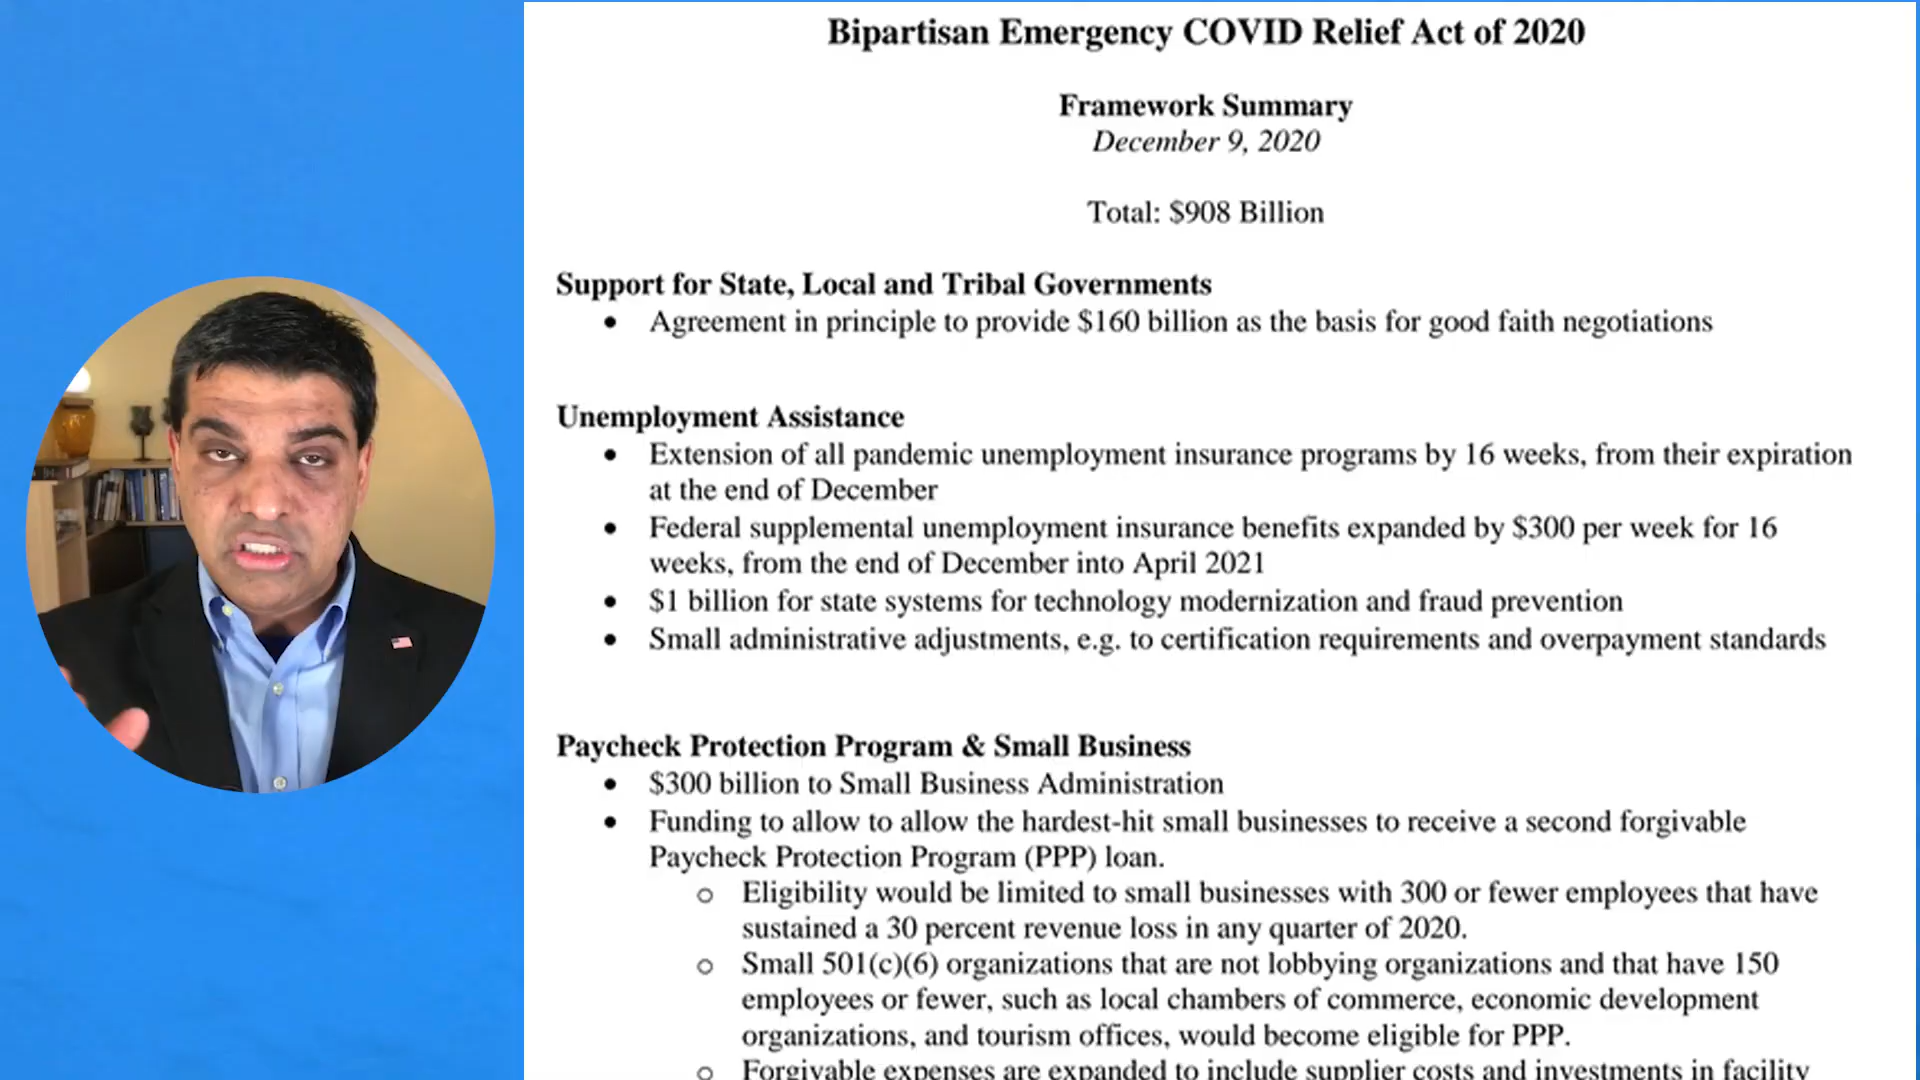 Bipartisan Emergency COVID Relief Act of 2020
Framework Summary
December 9, 2020
Total: $908 Billion
Support for State, Local and Tribal Governments
• Agreement in principle to provide $160 billion as the basis for good faith negotiations
Unemployment Assistance
• Extension of all pandemic unemployment insurance programs by 16 weeks, from their expiration
at the end of December
• Federal supplemental unemployment insurance benefits expanded by $300 per week for 16
weeks, from the end of December into April 2021
• $1 billion for state systems for technology modernization and fraud prevention
• Small administrative adjustments, e.g. to certification requirements and overpayment standards
Paycheck Protection Program & Small Business
• $300 billion to Small Business Administration
• Funding to allow to allow the hardest-hit small businesses to receive a second forgivable
Paycheck Protection Program (PPP) loan.
o Eligibility would be limited to small businesses with 300 or fewer employees that have
sustained a 30 percent revenue loss in any quarter of 2020.
o Small 501(c)(6) organizations that are not lobbying organizations and that have 150
employees or fewer, such as local chambers of commerce, economic development
organizations, and tourism offices, would become eligible for PPP.
o Forgivable expenses are expanded to include supplier costs and investments in facility